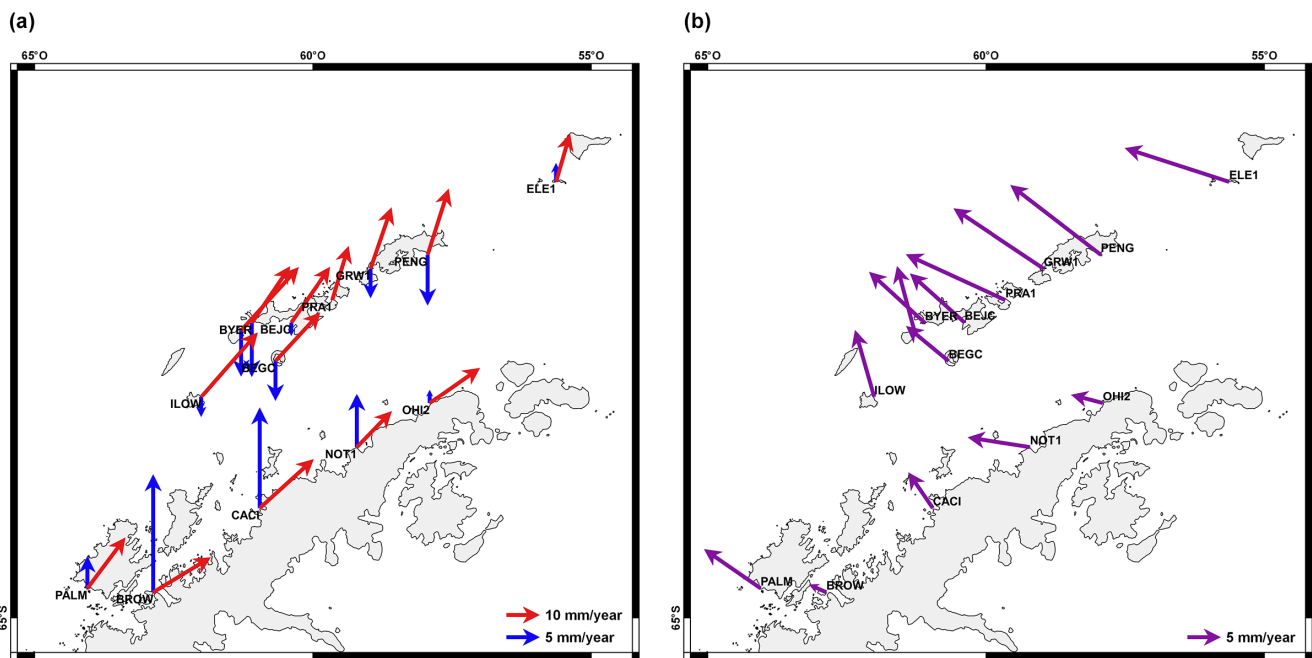 (a)
65°O 60°O 55°O
ELE1
PENG
GRW1
PRA1
BYER BEJC
BEGC
ILOW
OHI2
NOT1
CACI
PALM
BROW
65°S
10 mm/year
5 mm/year
(b)
65°O 60°O 55°O
ELE1
PENG
GRW1
PRA1
BYER BEJC
BEGC
ILOW
OHI2
NOT1
CACI
PALM
BROW
65°S
5 mm/year